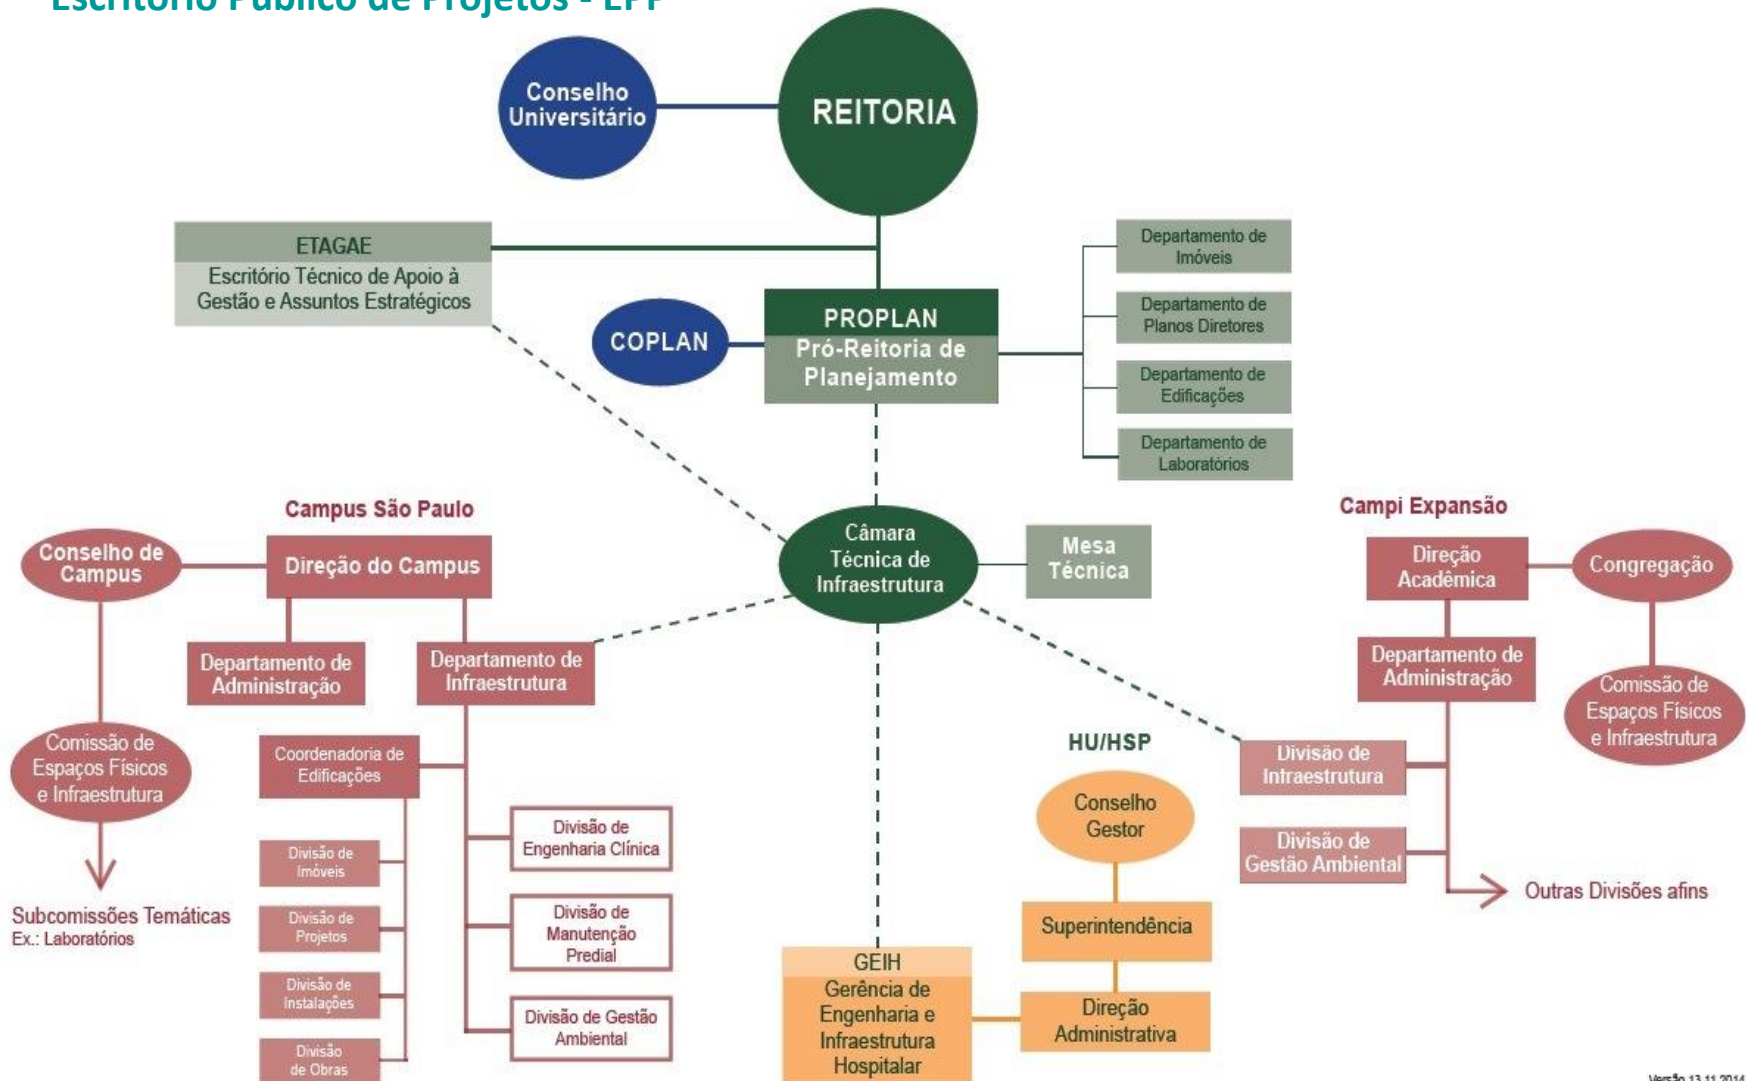 Escritório Público de Projetos - EPP
Conselho
Universitário
REITORIA
ETAGAE
Escritório Técnico de Apoio à
Gestão e Assuntos Estratégicos
COPLAN
PROPLAN
Pró-Reitoria de
Planejamento
Departamento de
Imóveis
Departamento de
Planos Diretores
Departamento de
Edificações
Departamento de
Laboratórios
Campus São Paulo
Conselho de
Campus
Direção do Campus
Departamento de
Administração
Departamento de
Infraestrutura
Comissão de
Espaços Físicos
e Infraestrutura
Subcomissões Temáticas
Ex.: Laboratórios
Coordenadoria de
Edificações
Divisão de
Imóveis
Divisão de
Projetos
Divisão de
Instalações
Divisão
de Obras
Divisão de
Engenharia Clínica
Divisão de
Manutenção
Predial
Divisão de Gestão
Ambiental
Câmara
Técnica de
Infraestrutura
Mesa
Técnica
HU/HSP
Conselho
Gestor
Superintendência
Direção
Administrativa
GEIH
Gerência de
Engenharia e
Infraestrutura
Hospitalar
Campi Expansão
Direção
Acadêmica
Congregação
Departamento de
Administração
Comissão de
Espaços Físicos
e Infraestrutura
Divisão de
Infraestrutura
Divisão de
Gestão Ambiental
Outras Divisões afins
Versão 13.11.2014